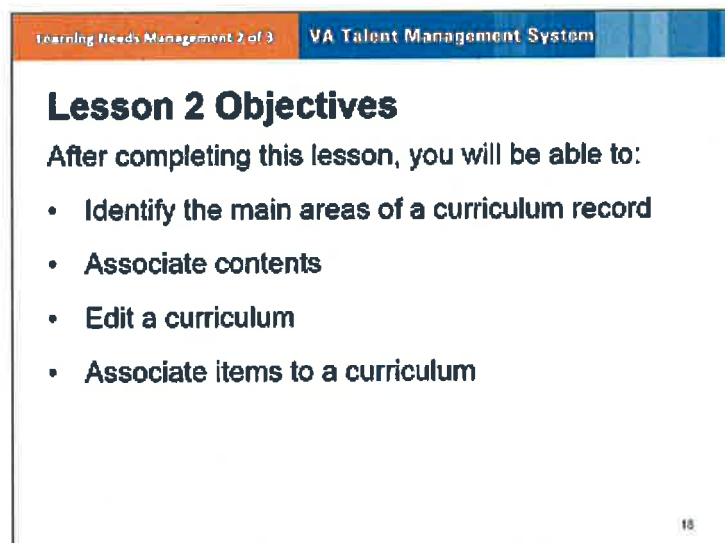 Learning Needs Management 2 of 3 VA Talent Management System
Lesson 2 Objectives
After completing this lesson, you will be able to:
• Identify the main areas of a curriculum record
• Associate contents
• Edit a curriculum
• Associate items to a curriculum
18